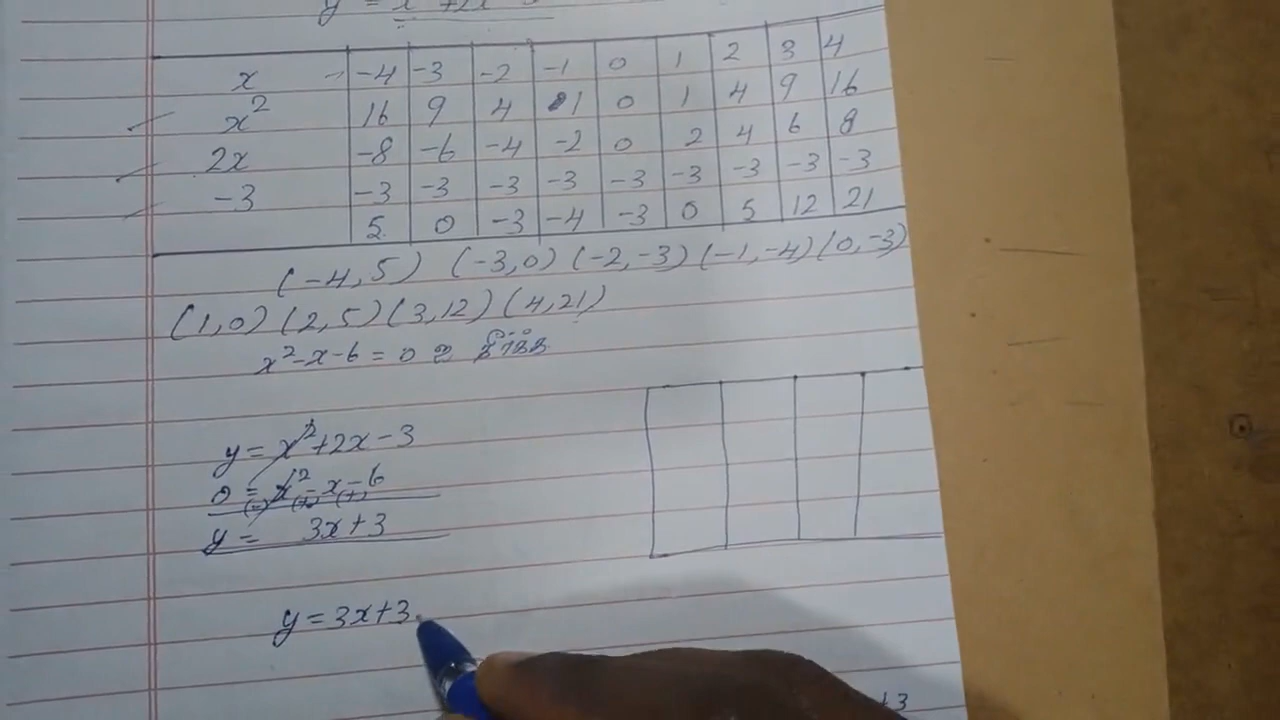 x -4 -3 -2 -1 0 1 2 3 4
x² 16 9 4 1 0 1 4 9 16
2x -8 -6 -4 -2 0 2 4 6 8
-3 -3 -3 -3 -3 -3 -3 -3 -3 -3
5 0 -3 -4 -3 0 5 12 21
(-4,5) (-3,0) (-2,-3) (-1,-4) (0,-3)
(1,0) (2,5) (3,12) (4,21)
x²-x-6=0
y = x²+2x-3
0 = x²-x-6
(-) (+) (+)
y = 3x+3
y = 3x+3
+3